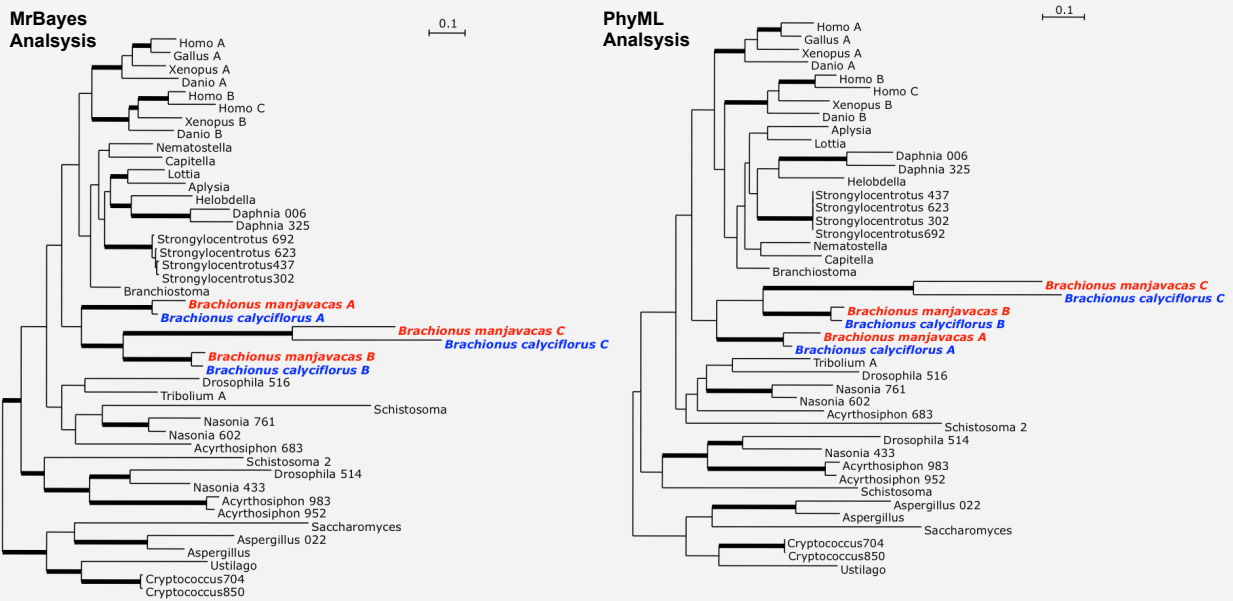 MrBayes
Analsysis
0.1
Homo A
Gallus A
Xenopus A
Danio A
Homo B
Homo C
Xenopus B
Danio B
Nematostella
Capitella
Lottia
Aplysia
Helobdella
Daphnia 006
Daphnia 325
Strongylocentrotus 692
Strongylocentrotus 623
Strongylocentrotus437
Strongylocentrotus302
Branchiostoma
Brachionus manjavacas A
Brachionus calyciflorus A
Brachionus manjavacas C
Brachionus calyciflorus C
Brachionus manjavacas B
Brachionus calyciflorus B
Drosophila 516
Tribolium A
Schistosoma
Nasonia 761
Nasonia 602
Acyrthosiphon 683
Schistosoma 2
Drosophila 514
Nasonia 433
Acyrthosiphon 983
Acyrthosiphon 952
Saccharomyces
Aspergillus 022
Aspergillus
Ustilago
Cryptococcus704
Cryptococcus850
PhyML
Analsysis
0.1
Homo A
Gallus A
Xenopus A
Danio A
Homo B
Homo C
Xenopus B
Danio B
Aplysia
Lottia
Daphnia 006
Daphnia 325
Helobdella
Strongylocentrotus 437
Strongylocentrotus 623
Strongylocentrotus 302
Strongylocentrotus692
Nematostella
Capitella
Branchiostoma
Brachionus manjavacas C
Brachionus calyciflorus C
Brachionus manjavacas B
Brachionus calyciflorus B
Brachionus manjavacas A
Brachionus calyciflorus A
Tribolium A
Drosophila 516
Nasonia 761
Nasonia 602
Acyrthosiphon 683
Schistosoma 2
Drosophila 514
Nasonia 433
Acyrthosiphon 983
Acyrthosiphon 952
Schistosoma
Aspergillus 022
Aspergillus
Saccharomyces
Cryptococcus704
Cryptococcus850
Ustilago